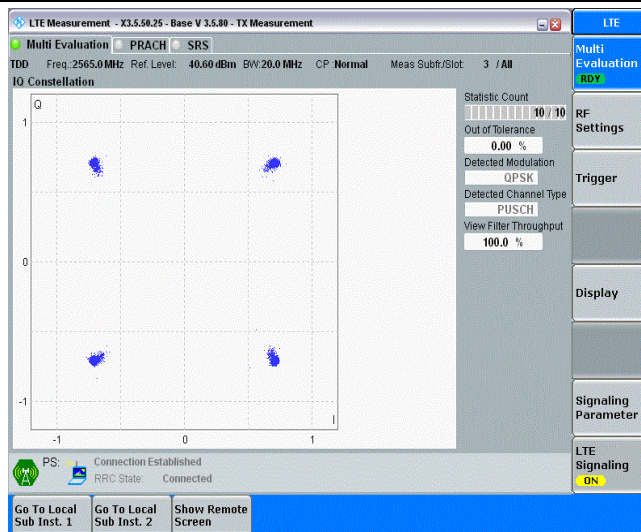 LTE Measurement - X3.5.50.25 - Base V 3.5.80 - TX Measurement
LTE
Multi Evaluation PRACH SRS
TDD Freq.:2565.0 MHz Ref. Level: 40.60 dBm BW:20.0 MHz CP :Normal Meas Subfr./Slot: 3 / All
IQ Constellation
Q
1
0
-1
-1 0 1
I
Statistic Count
10 / 10
Out of Tolerance
0.00 %
Detected Modulation
QPSK
Detected Channel Type
PUSCH
View Filter Throughput
100.0 %
Multi
Evaluation
RDY
RF
Settings
Trigger
Display
Signaling
Parameter
LTE
Signaling
ON
PS: Connection Established
RRC State: Connected
Go To Local
Sub Inst. 1
Go To Local
Sub Inst. 2
Show Remote
Screen